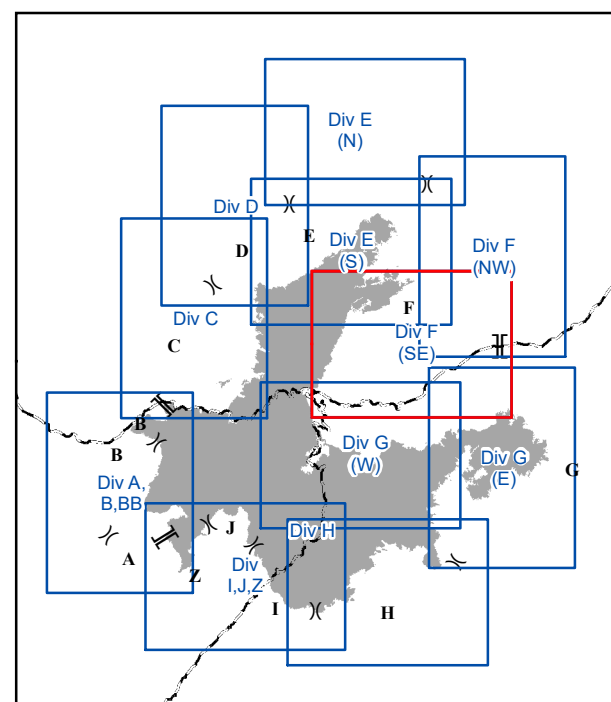 Div E
(N)
Div D
E
D
Div E
(S)
Div F
(NW)
F
Div C
Div F
(SE)
C
B
B
Div G
(W)
Div G
(E)
G
Div A,
B,BB
J
Div H
A
Div
I,J,Z
Z
I
H